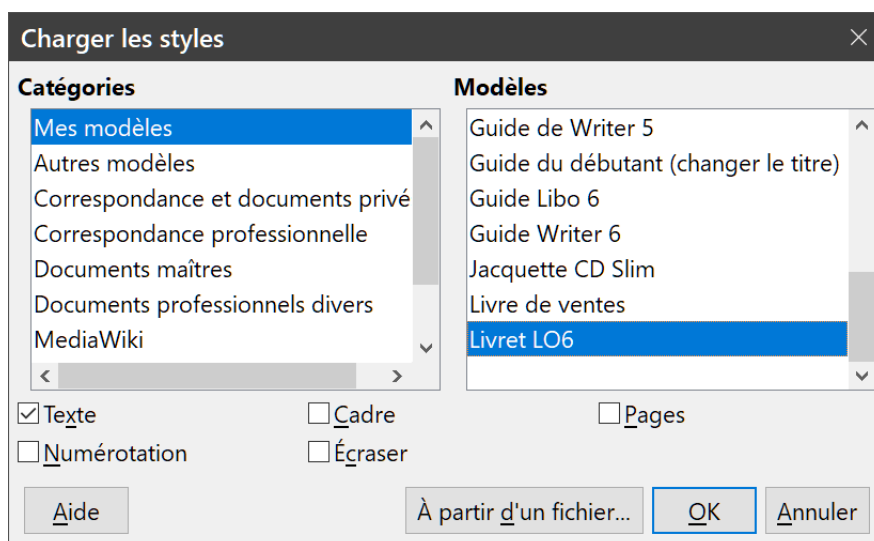 Charger les styles
Catégories
Mes modèles
Autres modèles
Correspondance et documents privé
Correspondance professionnelle
Documents maîtres
Documents professionnels divers
MediaWiki
Modèles
Guide de Writer 5
Guide du débutant (changer le titre)
Guide Libo 6
Guide Writer 6
Jacquette CD Slim
Livre de ventes
Livret LO6
Texte Cadre Pages
Numérotation Écraser
Aide À partir d'un fichier... OK Annuler